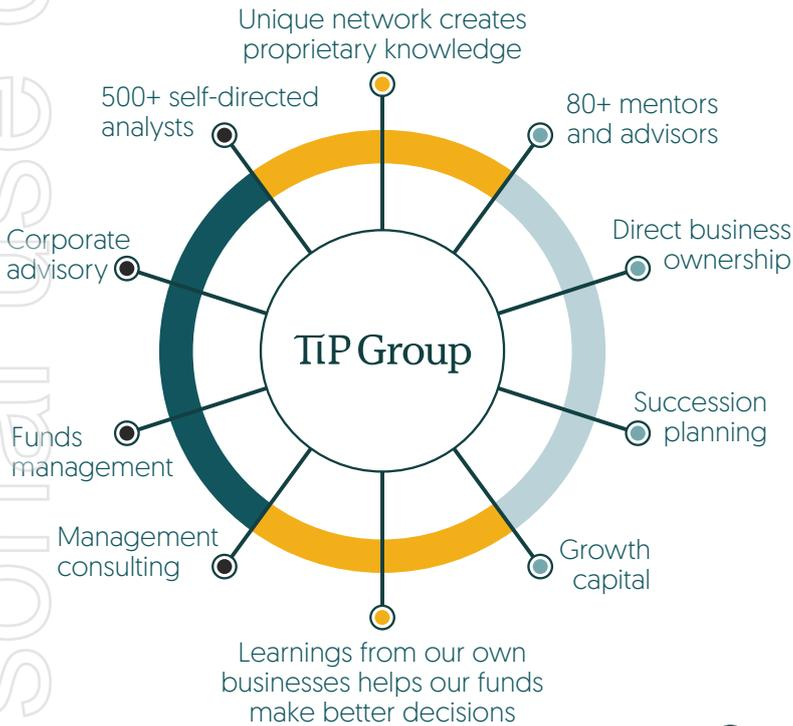 Unique network creates
proprietary knowledge
500+ self-directed
analysts
80+ mentors
and advisors
Corporate
advisory
Direct business
ownership
TIP Group
Funds
management
Succession
planning
Management
consulting
Growth
capital
Learnings from our own
businesses helps our funds
make better decisions
sonal use o